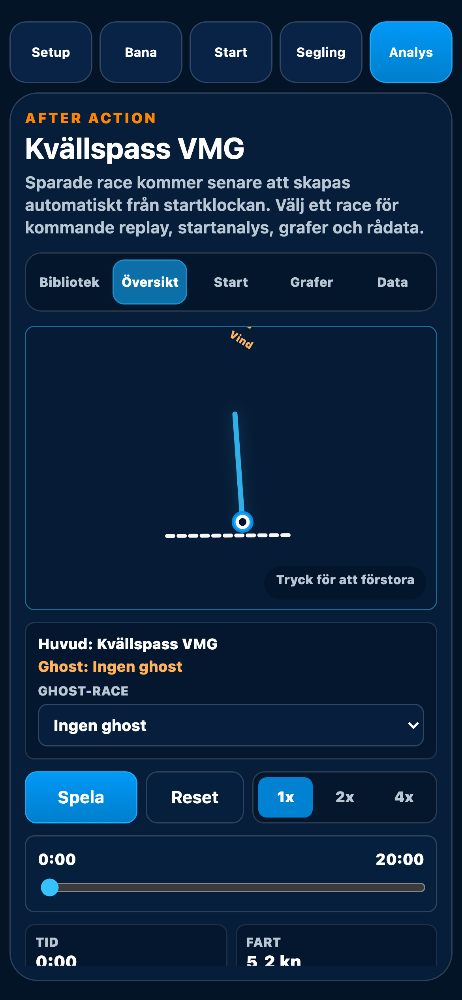 Setup
Bana
Start
Segling
Analys
AFTER ACTION
Kvällspass VMG
Sparade race kommer senare att skapas
automatiskt från startklockan. Välj ett race för
kommande replay, startanalys, grafer och rådata.
Bibliotek
Översikt
Start
Grafer
Data
Vind
Tryck för att förstora
Huvud: Kvällspass VMG
Ghost: Ingen ghost
GHOST-RACE
Ingen ghost
Spela
Reset
1x
2x
4x
0:00
20:00
TID
0:00
FART
5.2 kn